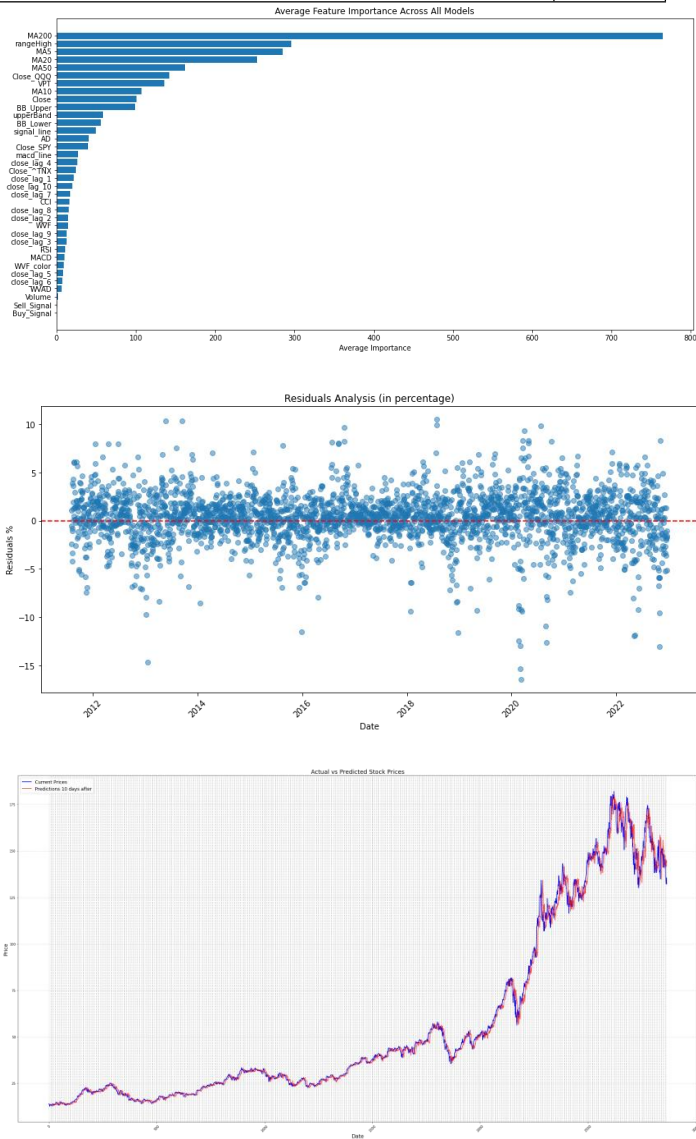 Average Feature Importance Across All Models
MA200
rangeHigh
MA5
MA20
MA50
Close_QQQ
VPT
MA10
Close
BB_Upper
upperBand
BB_Lower
signal_line
AD
Close_SPY
macd_line
close_lag_4
Close_^TNX
close_lag_1
close_lag_10
close_lag_7
CCI
close_lag_8
close_lag_2
WVF
close_lag_9
close_lag_3
RSI
MACD
WVF_color
close_lag_5
close_lag_6
WVAD
Volume
Sell_Signal
Buy_Signal
0 100 200 300 400 500 600 700 800
Average Importance
Residuals Analysis (in percentage)
10
5
0
−5
−10
−15
Residuals %
2012 2014 2016 2018 2020 2022
Date
Actual vs Predicted Stock Prices
Current Prices
Predictions 10 days after
Price
Date